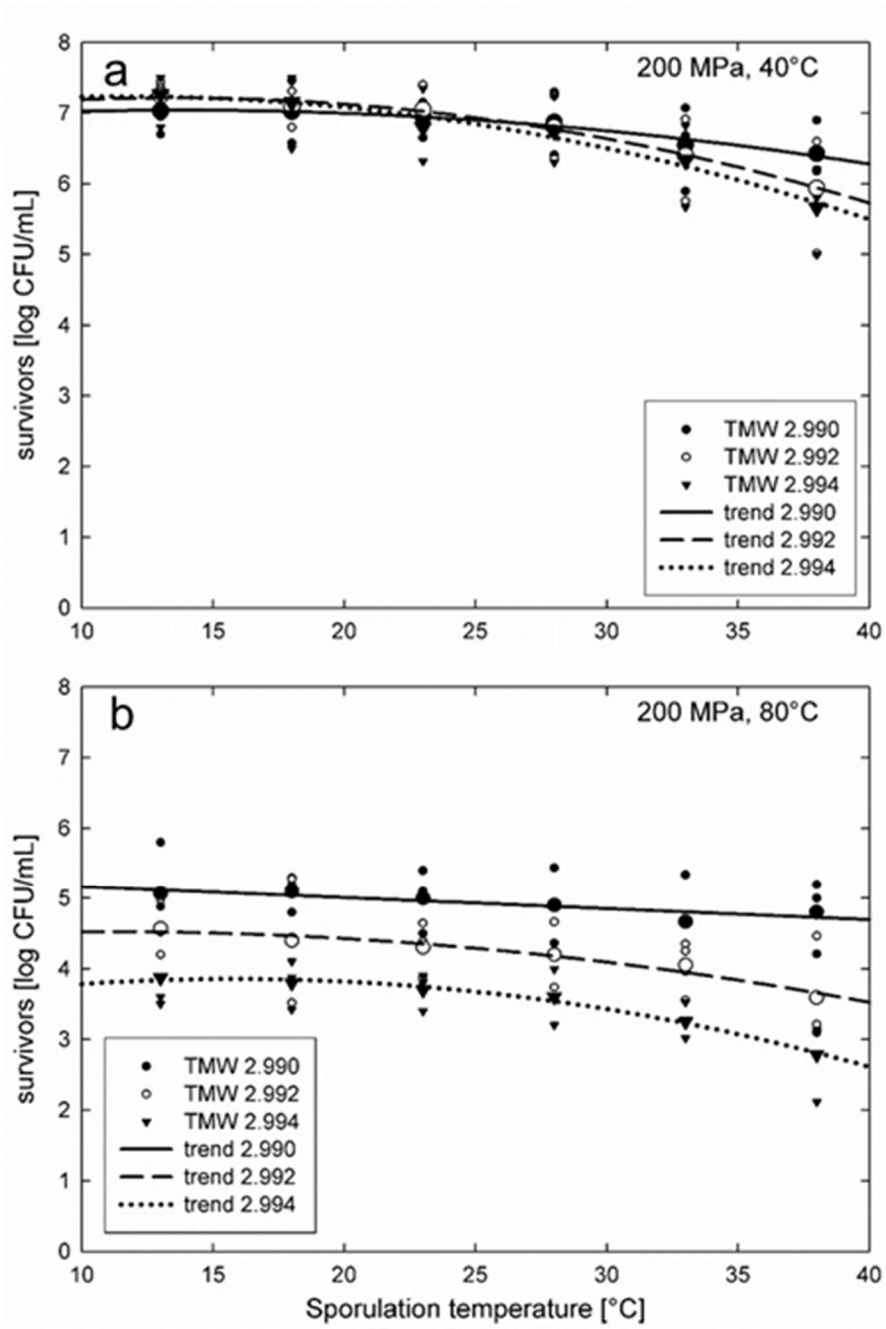 a
200 MPa, 40°C
survivors [log CFU/mL]
8
7
6
5
4
3
2
1
0
TMW 2.990
TMW 2.992
TMW 2.994
trend 2.990
trend 2.992
trend 2.994
10 15 20 25 30 35 40
b
200 MPa, 80°C
survivors [log CFU/mL]
8
7
6
5
4
3
2
1
0
TMW 2.990
TMW 2.992
TMW 2.994
trend 2.990
trend 2.992
trend 2.994
10 15 20 25 30 35 40
Sporulation temperature [°C]